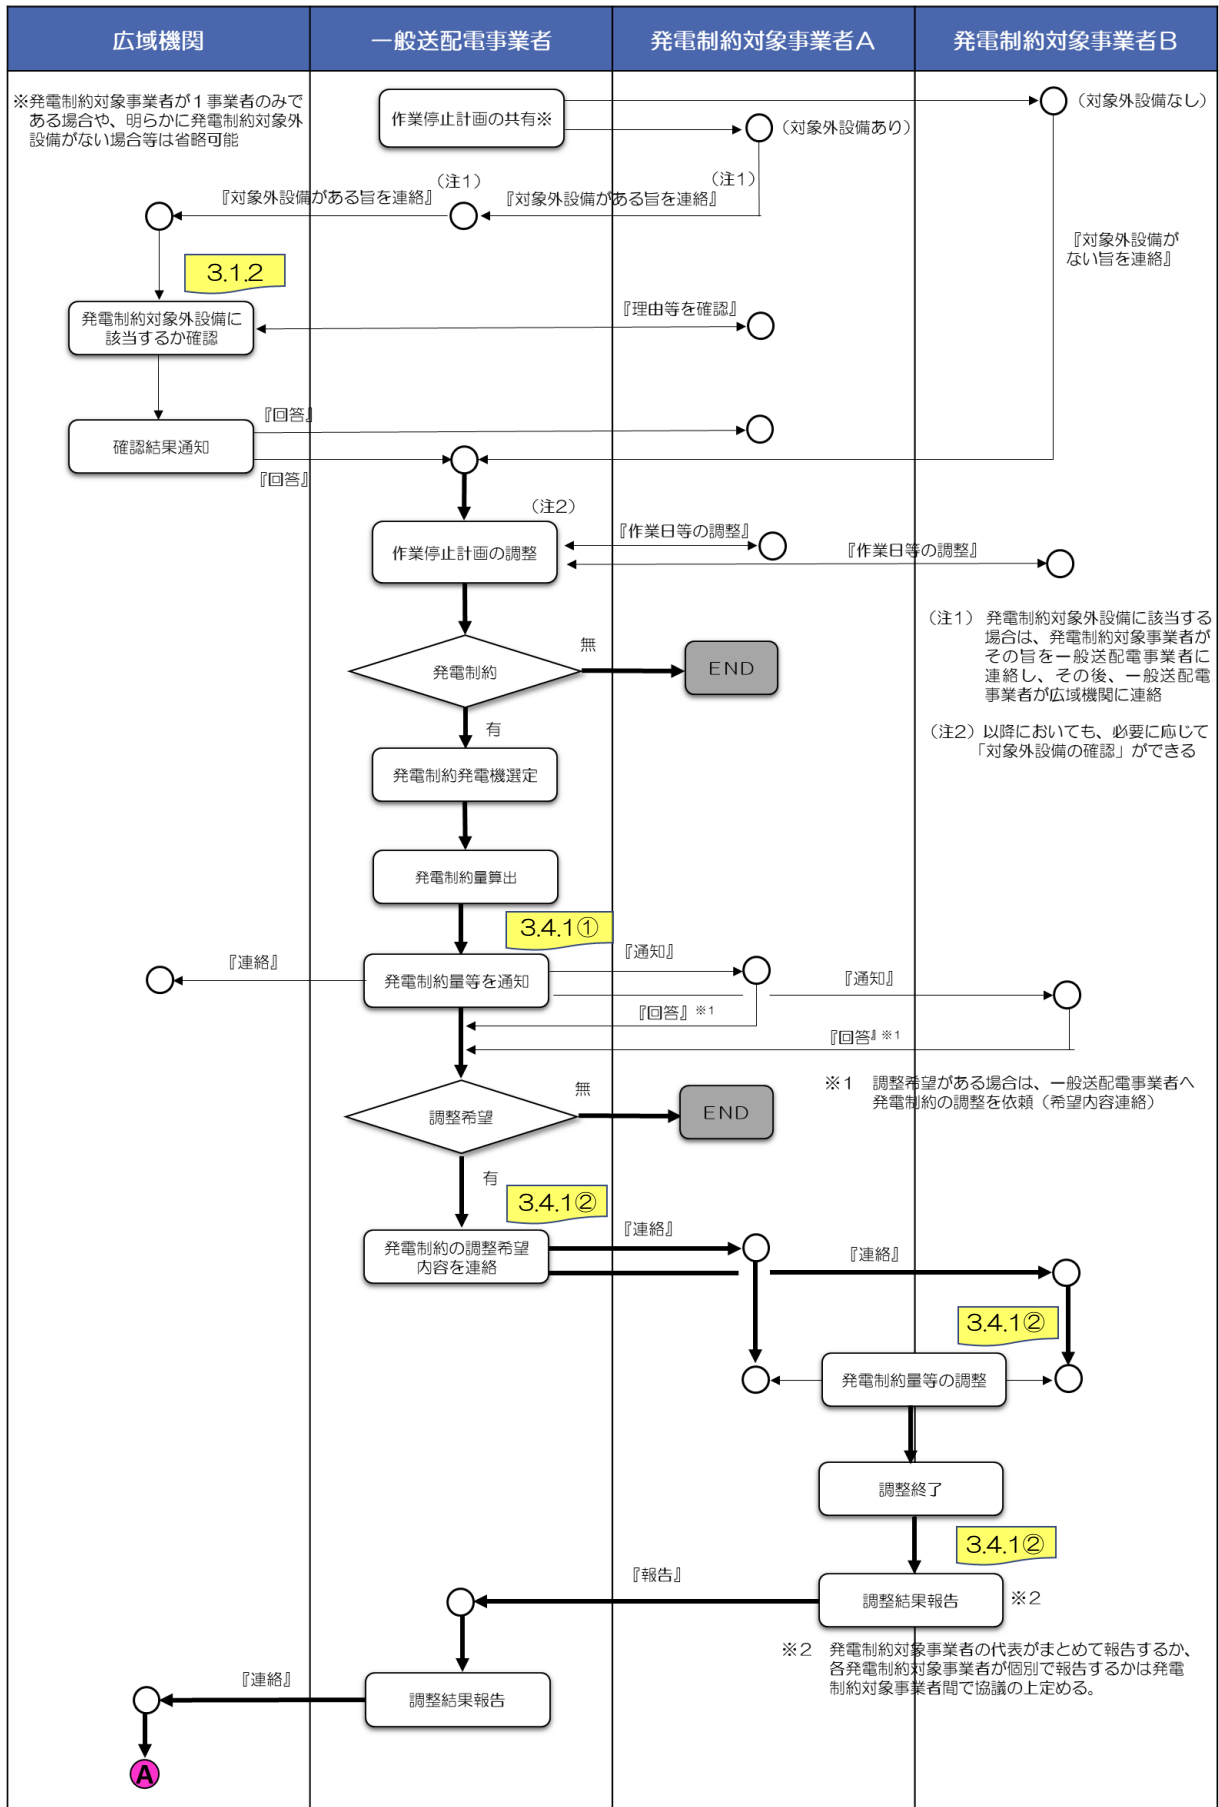 広域機関
一般送配電事業者
発電制約対象事業者A
発電制約対象事業者B
※発電制約対象事業者が１事業者のみで
ある場合や、明らかに発電制約対象外
設備がない場合等は省略可能
作業停止計画の共有※
（対象外設備なし）
（対象外設備あり）
（注１）
（注１）
『対象外設備がある旨を連絡』
『対象外設備がある旨を連絡』
『対象外設備が
ない旨を連絡』
3.1.2
発電制約対象外設備に
該当するか確認
『理由等を確認』
『回答』
確認結果通知
『回答』
（注2）
作業停止計画の調整
『作業日等の調整』
『作業日等の調整』
（注１） 発電制約対象外設備に該当する
場合は、発電制約対象事業者が
その旨を一般送配電事業者に
連絡し、その後、一般送配電
事業者が広域機関に連絡
（注2）以降においても、必要に応じて
「対象外設備の確認」ができる
発電制約
無
END
有
発電制約発電機選定
発電制約量算出
3.4.1①
発電制約量等を通知
『連絡』
『通知』
『通知』
『回答』※1
『回答』※1
※１　調整希望がある場合は、一般送配電事業者へ
発電制約の調整を依頼（希望内容連絡）
調整希望
無
END
有
3.4.1②
発電制約の調整希望
内容を連絡
『連絡』
『連絡』
3.4.1②
発電制約量等の調整
調整終了
3.4.1②
『報告』
調整結果報告
※２
※２　発電制約対象事業者の代表がまとめて報告するか、
各発電制約対象事業者が個別で報告するかは発電
制約対象事業者間で協議の上定める。
『連絡』
調整結果報告
A